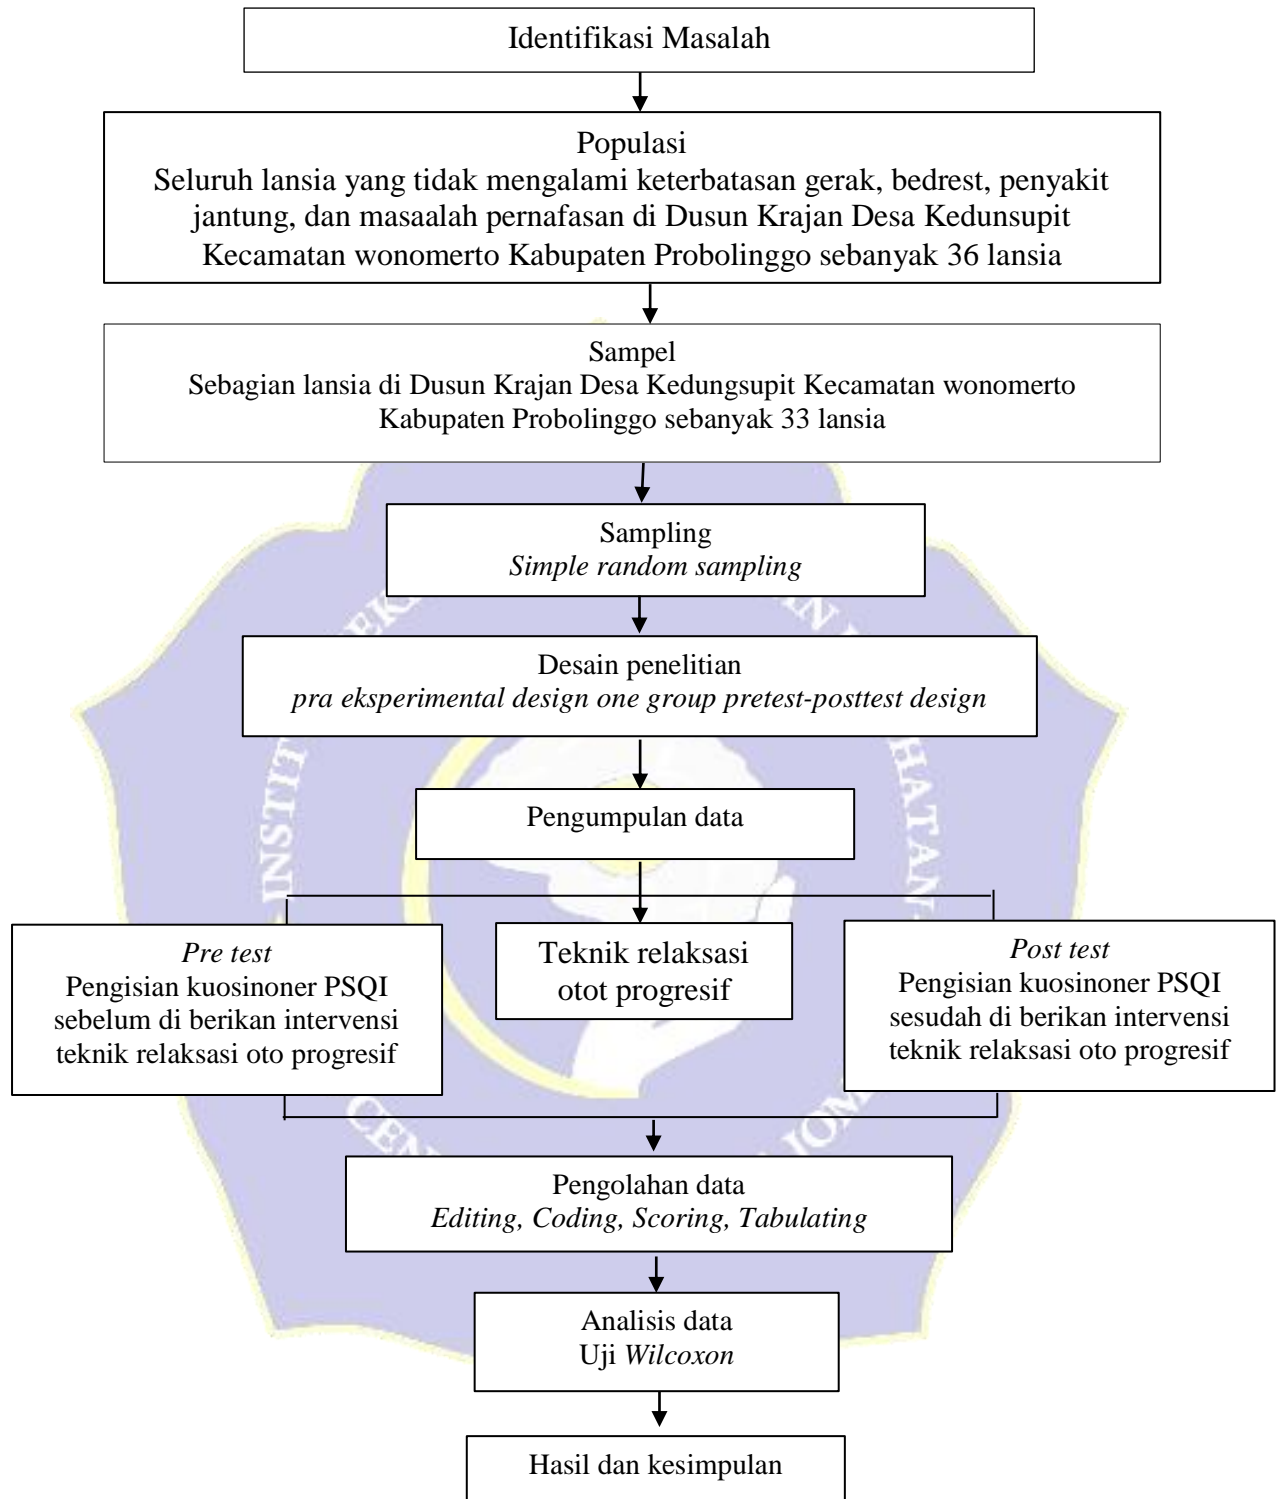 Identifikasi Masalah
Populasi
Seluruh lansia yang tidak mengalami keterbatasan gerak, bedrest, penyakit
jantung, dan masaalah pernafasan di Dusun Krajan Desa Kedunsupit
Kecamatan wonomerto Kabupaten Probolinggo sebanyak 36 lansia
Sampel
Sebagian lansia di Dusun Krajan Desa Kedungsupit Kecamatan wonomerto
Kabupaten Probolinggo sebanyak 33 lansia
Sampling
Simple random sampling
Desain penelitian
pra eksperimental design one group pretest-posttest design
Pengumpulan data
Pre test
Pengisian kuosinoner PSQI
sebelum di berikan intervensi
teknik relaksasi oto progresif
Teknik relaksasi
otot progresif
Post test
Pengisian kuosinoner PSQI
sesudah di berikan intervensi
teknik relaksasi oto progresif
Pengolahan data
Editing, Coding, Scoring, Tabulating
Analisis data
Uji Wilcoxon
Hasil dan kesimpulan